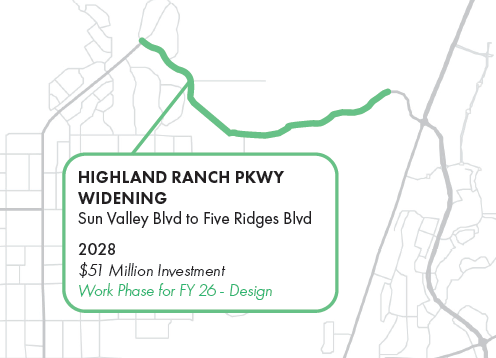 HIGHLAND RANCH PKWY
WIDENING
Sun Valley Blvd to Five Ridges Blvd
2028
$51 Million Investment
Work Phase for FY 26 - Design